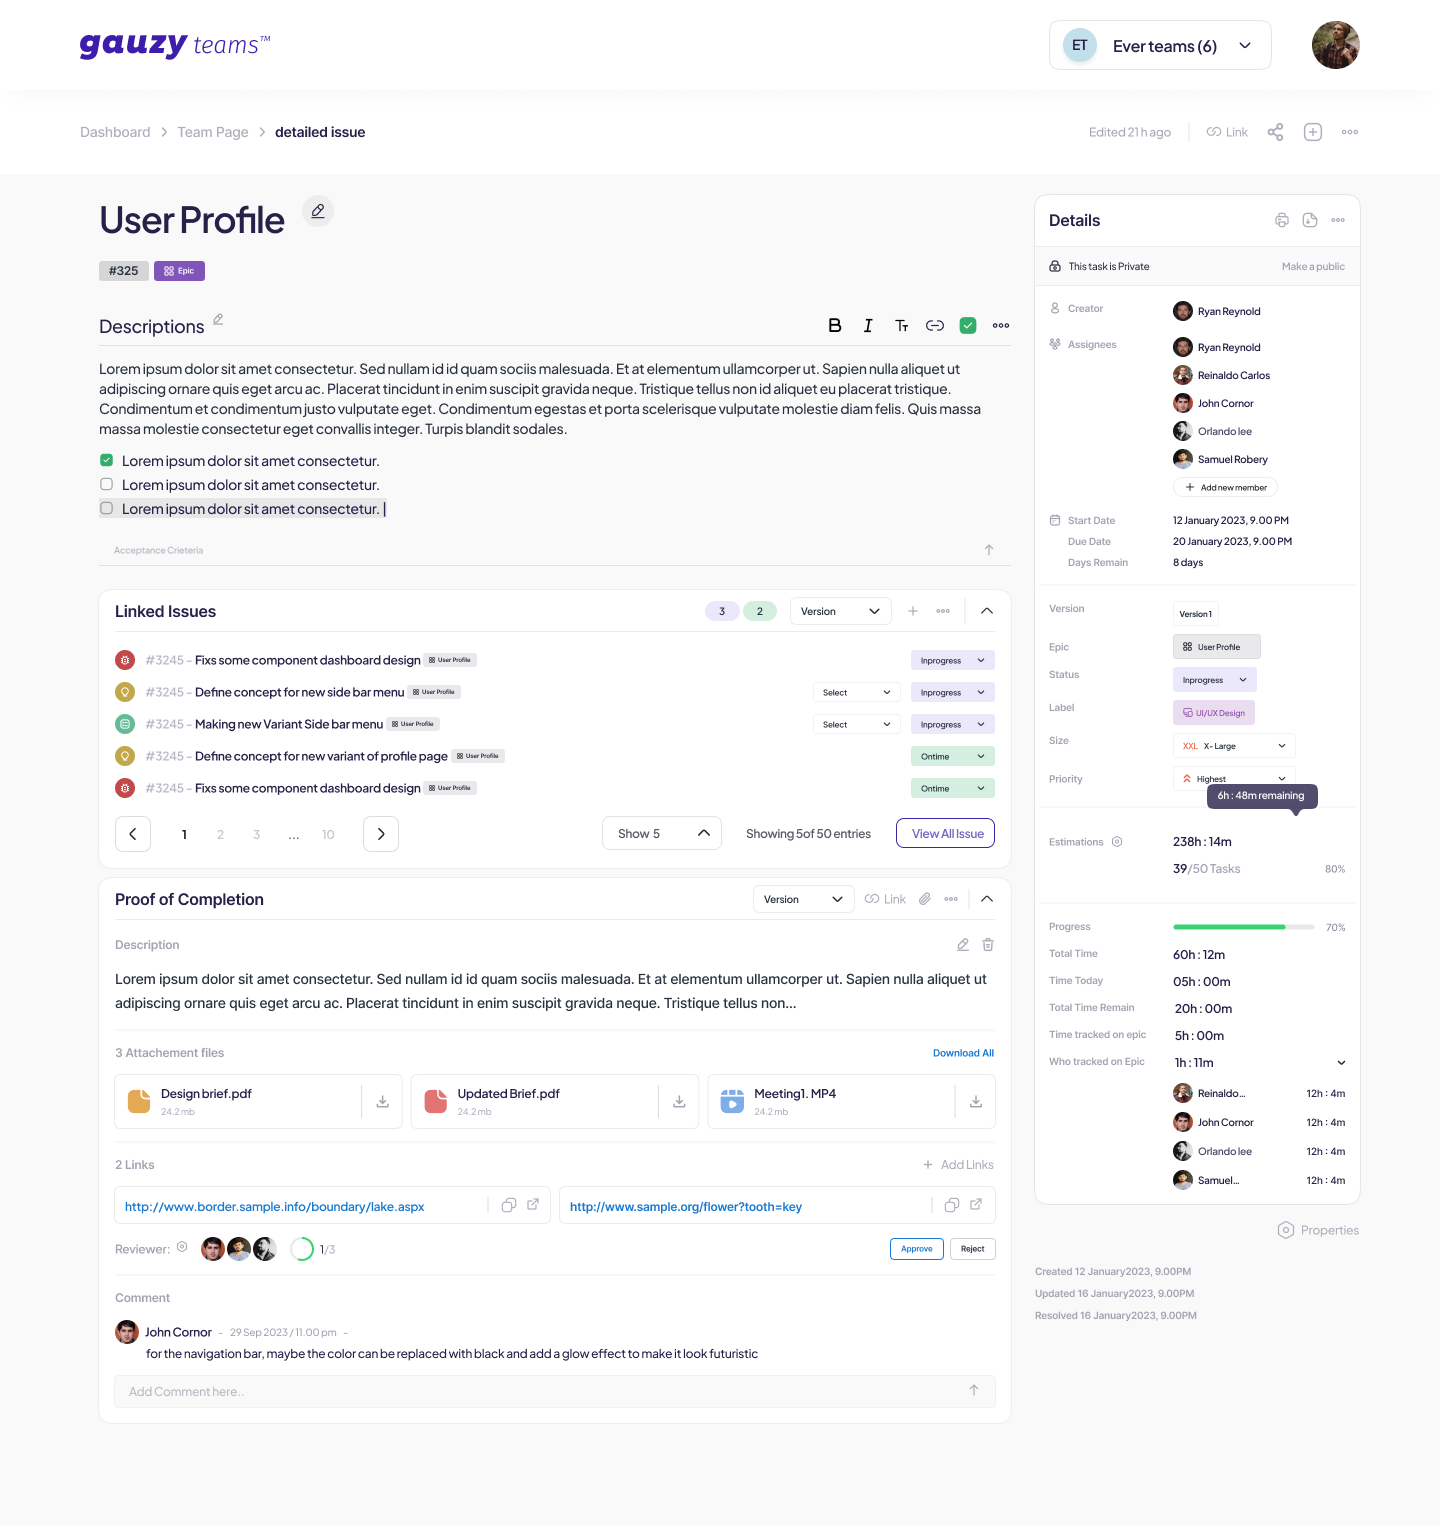 gauzy teams™
ET Ever teams (6)
Dashboard > Team Page > detailed issue
Edited 21 h ago
Link
User Profile
#325
Epic
Descriptions
B I Tт
Lorem ipsum dolor sit amet consectetur. Sed nullam id id quam sociis malesuada. Et at elementum ullamcorper ut. Sapien nulla aliquet ut
adipiscing ornare quis eget arcu ac. Placerat tincidunt in enim suscipit gravida neque. Tristique tellus non id aliquet eu placerat tristique.
Condimentum et condimentum justo vulputate eget. Condimentum egestas et porta scelerisque vulputate molestie diam felis. Quis massa
massa molestie consectetur eget convallis integer. Turpis blandit sodales.
Lorem ipsum dolor sit amet consectetur.
Lorem ipsum dolor sit amet consectetur.
Lorem ipsum dolor sit amet consectetur. |
Acceptance Crieteria
Linked Issues
3 2 Version
#3245 - Fixs some component dashboard design User Profile Inprogress
#3245 - Define concept for new side bar menu User Profile Select Inprogress
#3245 - Making new Variant Side bar menu User Profile Select Inprogress
#3245 - Define concept for new variant of profile page User Profile Ontime
#3245 - Fixs some component dashboard design User Profile Ontime
1 2 3 ... 10
Show 5
Showing 5of 50 entries
View All Issue
Proof of Completion
Version
Link
Description
Lorem ipsum dolor sit amet consectetur. Sed nullam id id quam sociis malesuada. Et at elementum ullamcorper ut. Sapien nulla aliquet ut
adipiscing ornare quis eget arcu ac. Placerat tincidunt in enim suscipit gravida neque. Tristique tellus non...
3 Attachement files
Download All
Design brief.pdf
24.2 mb
Updated Brief.pdf
24.2 mb
Meeting1. MP4
24.2 mb
2 Links
Add Links
http://www.border.sample.info/boundary/lake.aspx
http://www.sample.org/flower?tooth=key
Reviewer:
1/3
Approve
Reject
Comment
John Cornor - 29 Sep 2023 / 11.00 pm -
for the navigation bar, maybe the color can be replaced with black and add a glow effect to make it look futuristic
Add Comment here..
Details
This task is Private
Make a public
Creator Ryan Reynold
Assignees Ryan Reynold
Reinaldo Carlos
John Cornor
Orlando lee
Samuel Robery
Add new member
Start Date 12 January 2023, 9.00 PM
Due Date 20 January 2023, 9.00 PM
Days Remain 8 days
Version Version 1
Epic User Profile
Status Inprogress
Label UI/UX Design
Size XXL X- Large
Priority Highest
6h : 48m remaining
Estimations 238h : 14m
39/50 Tasks 80%
Progress 70%
Total Time 60h : 12m
Time Today 05h : 00m
Total Time Remain 20h : 00m
Time tracked on epic 5h : 00m
Who tracked on Epic 1h : 11m
Reinaldo... 12h : 4m
John Cornor 12h : 4m
Orlando lee 12h : 4m
Samuel... 12h : 4m
Properties
Created 12 January2023, 9.00PM
Updated 16 January2023, 9.00PM
Resolved 16 January2023, 9.00PM